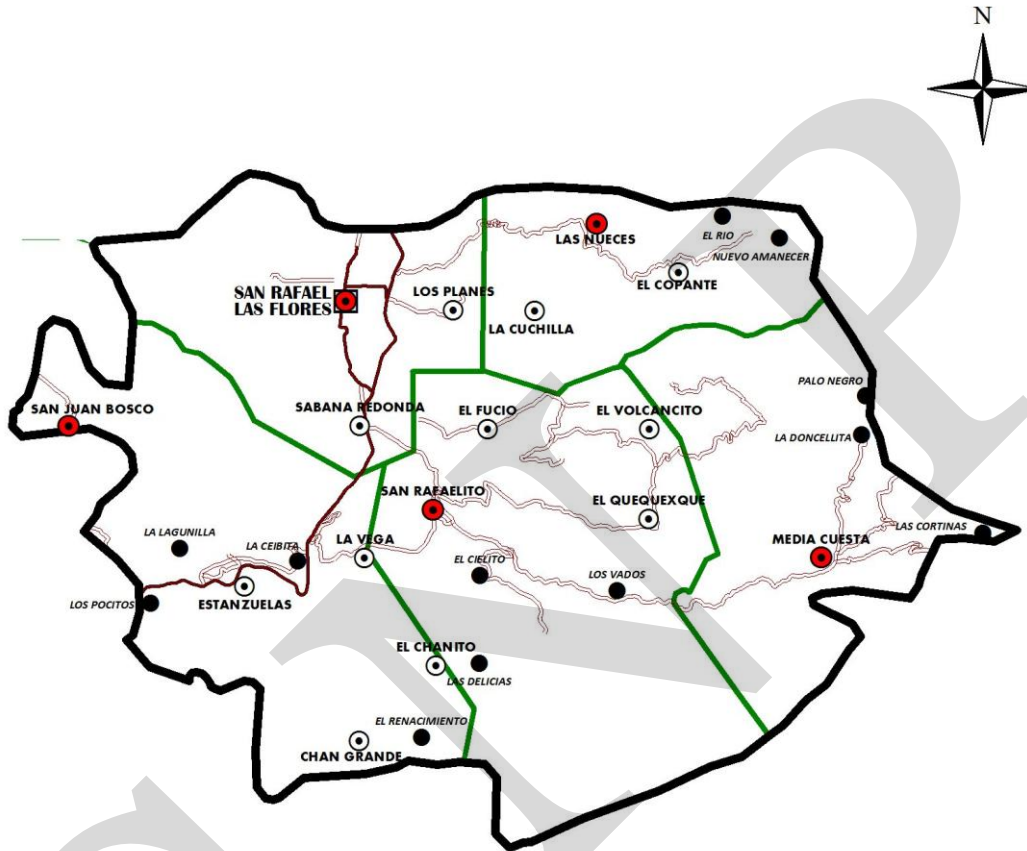 N
LAS NUECES
EL RIO
NUEVO AMANECER
EL COPANTE
SAN RAFAEL
LAS FLORES
LOS PLANES
LA CUCHILLA
PALO NEGRO
SAN JUAN BOSCO
SABANA REDONDA
EL FUCIO
EL VOLCANCITO
LA DONCELLITA
SAN RAFAELITO
EL QUEQUEXQUE
LAS CORTINAS
LA LAGUNILLA
LA CEIBITA
LA VEGA
MEDIA CUESTA
EL CIELITO
LOS VADOS
LOS POCITOS
ESTANZUELAS
EL CHANITO
LAS DELICIAS
EL RENACIMIENTO
CHAN GRANDE